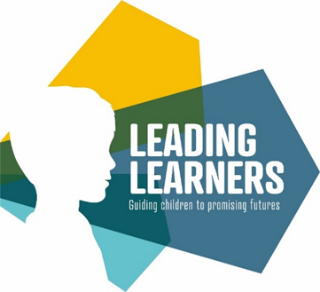 LEADING
LEARNERS
Guiding children to promising futures